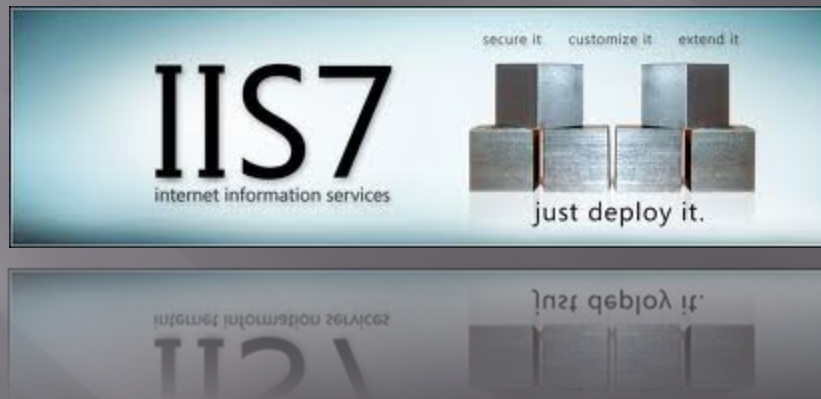 secure it customize it extend it
IIS7
internet information services
just deploy it.